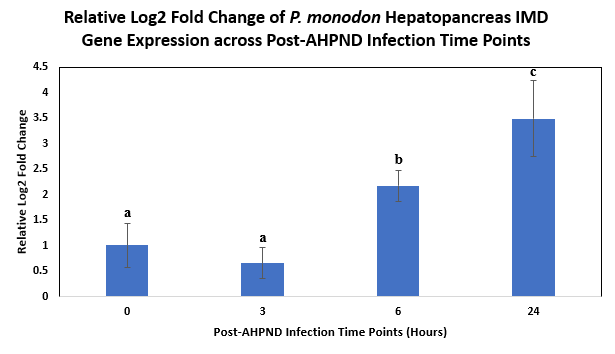 Relative Log2 Fold Change of P. monodon Hepatopancreas IMD
Gene Expression across Post-AHPND Infection Time Points
Relative Log2 Fold Change
4.5
4
3.5
3
2.5
2
1.5
1
0.5
0
a
a
b
c
0
3
6
24
Post-AHPND Infection Time Points (Hours)